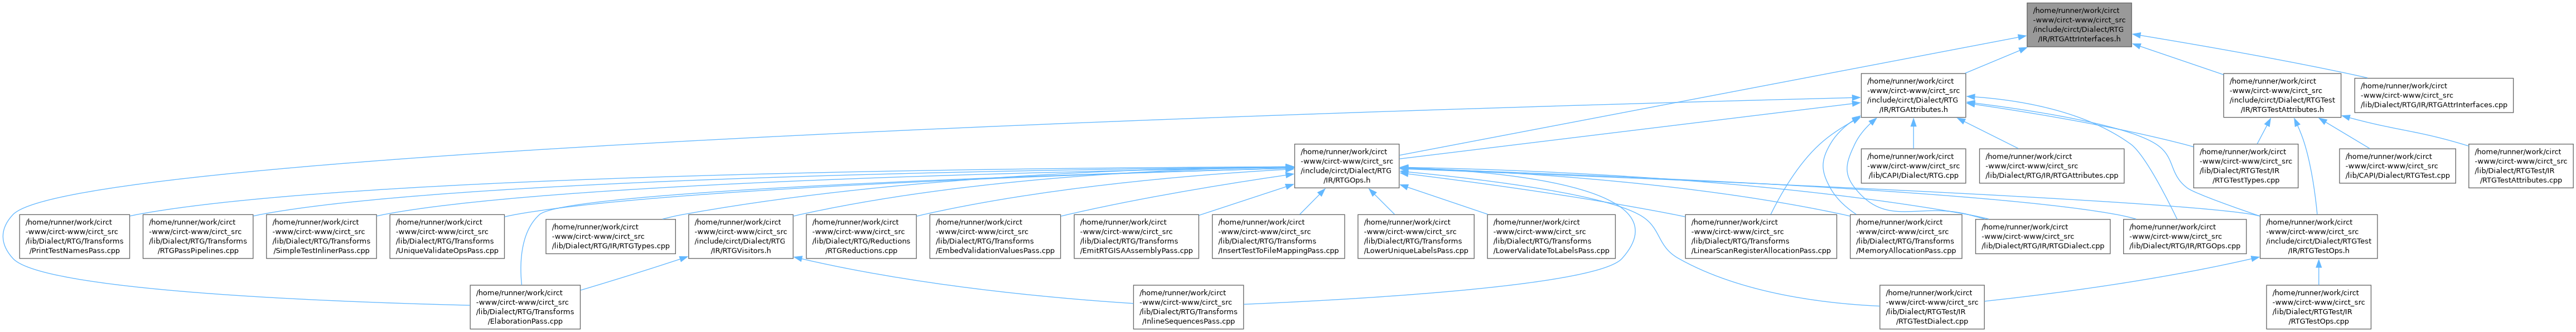 /home/runner/work/circt
-www/circt-www/circt_src
/include/circt/Dialect/RTG
/IR/RTGAttrInterfaces.h
/home/runner/work/circt
-www/circt-www/circt_src
/include/circt/Dialect/RTG
/IR/RTGAttributes.h
/home/runner/work/circt
-www/circt-www/circt_src
/include/circt/Dialect/RTGTest
/IR/RTGTestAttributes.h
/home/runner/work/circt
-www/circt-www/circt_src
/lib/Dialect/RTG/IR/RTGAttrInterfaces.cpp
/home/runner/work/circt
-www/circt-www/circt_src
/include/circt/Dialect/RTG
/IR/RTGOps.h
/home/runner/work/circt
-www/circt-www/circt_src
/lib/CAPI/Dialect/RTG.cpp
/home/runner/work/circt
-www/circt-www/circt_src
/lib/Dialect/RTG/IR/RTGAttributes.cpp
/home/runner/work/circt
-www/circt-www/circt_src
/lib/Dialect/RTGTest/IR
/RTGTestTypes.cpp
/home/runner/work/circt
-www/circt-www/circt_src
/lib/CAPI/Dialect/RTGTest.cpp
/home/runner/work/circt
-www/circt-www/circt_src
/lib/Dialect/RTGTest/IR
/RTGTestAttributes.cpp
/home/runner/work/circt
-www/circt-www/circt_src
/lib/Dialect/RTG/Transforms
/PrintTestNamesPass.cpp
/home/runner/work/circt
-www/circt-www/circt_src
/lib/Dialect/RTG/Transforms
/RTGPassPipelines.cpp
/home/runner/work/circt
-www/circt-www/circt_src
/lib/Dialect/RTG/Transforms
/SimpleTestInlinerPass.cpp
/home/runner/work/circt
-www/circt-www/circt_src
/lib/Dialect/RTG/Transforms
/UniqueValidateOpsPass.cpp
/home/runner/work/circt
-www/circt-www/circt_src
/lib/Dialect/RTG/IR/RTGTypes.cpp
/home/runner/work/circt
-www/circt-www/circt_src
/include/circt/Dialect/RTG
/IR/RTGVisitors.h
/home/runner/work/circt
-www/circt-www/circt_src
/lib/Dialect/RTG/Reductions
/RTGReductions.cpp
/home/runner/work/circt
-www/circt-www/circt_src
/lib/Dialect/RTG/Transforms
/EmbedValidationValuesPass.cpp
/home/runner/work/circt
-www/circt-www/circt_src
/lib/Dialect/RTG/Transforms
/EmitRTGISAAssemblyPass.cpp
/home/runner/work/circt
-www/circt-www/circt_src
/lib/Dialect/RTG/Transforms
/InsertTestToFileMappingPass.cpp
/home/runner/work/circt
-www/circt-www/circt_src
/lib/Dialect/RTG/Transforms
/LowerUniqueLabelsPass.cpp
/home/runner/work/circt
-www/circt-www/circt_src
/lib/Dialect/RTG/Transforms
/LowerValidateToLabelsPass.cpp
/home/runner/work/circt
-www/circt-www/circt_src
/lib/Dialect/RTG/Transforms
/LinearScanRegisterAllocationPass.cpp
/home/runner/work/circt
-www/circt-www/circt_src
/lib/Dialect/RTG/Transforms
/MemoryAllocationPass.cpp
/home/runner/work/circt
-www/circt-www/circt_src
/lib/Dialect/RTG/IR/RTGDialect.cpp
/home/runner/work/circt
-www/circt-www/circt_src
/lib/Dialect/RTG/IR/RTGOps.cpp
/home/runner/work/circt
-www/circt-www/circt_src
/include/circt/Dialect/RTGTest
/IR/RTGTestOps.h
/home/runner/work/circt
-www/circt-www/circt_src
/lib/Dialect/RTG/Transforms
/ElaborationPass.cpp
/home/runner/work/circt
-www/circt-www/circt_src
/lib/Dialect/RTG/Transforms
/InlineSequencesPass.cpp
/home/runner/work/circt
-www/circt-www/circt_src
/lib/Dialect/RTGTest/IR
/RTGTestDialect.cpp
/home/runner/work/circt
-www/circt-www/circt_src
/lib/Dialect/RTGTest/IR
/RTGTestOps.cpp